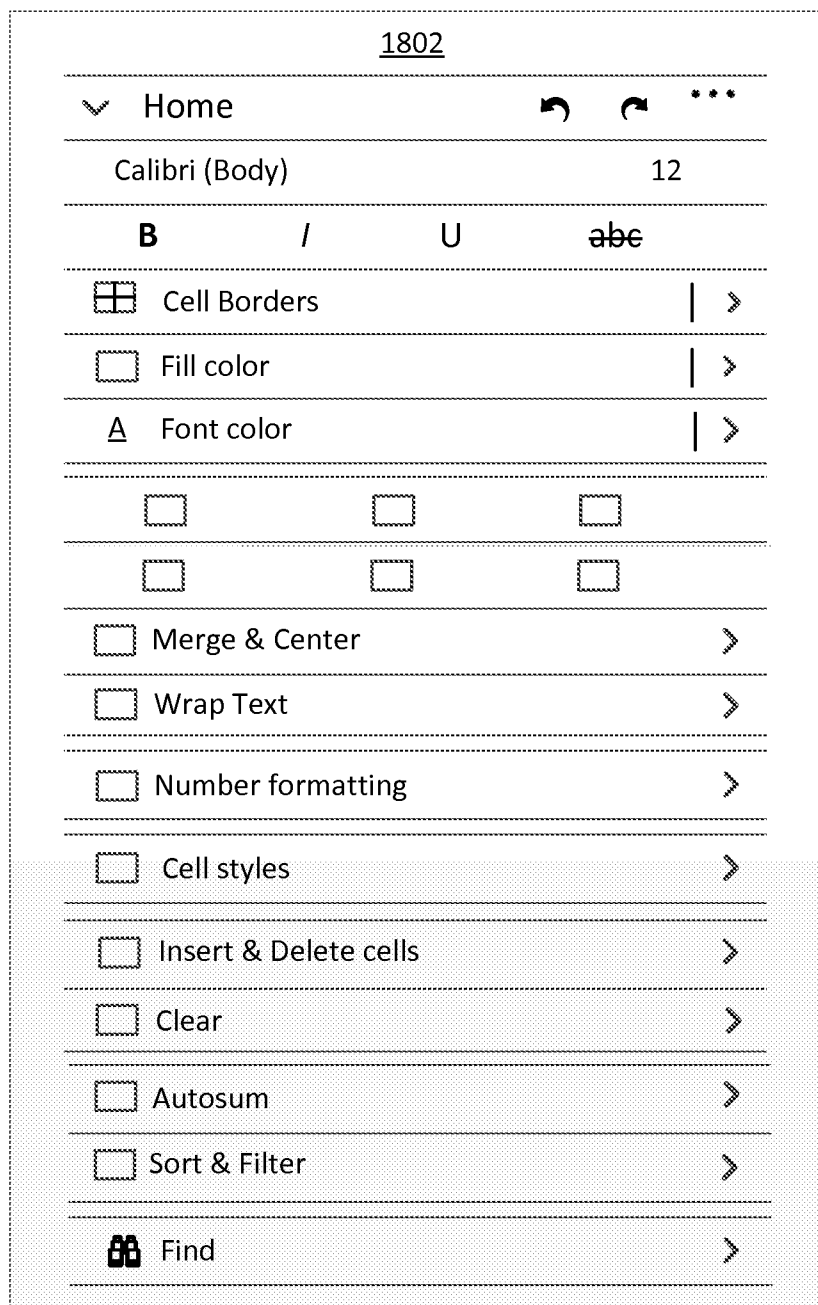 1802
Home
Calibri (Body) 12
B I U abc
Cell Borders
Fill color
A Font color
Merge & Center
Wrap Text
Number formatting
Cell styles
Insert & Delete cells
Clear
Autosum
Sort & Filter
Find